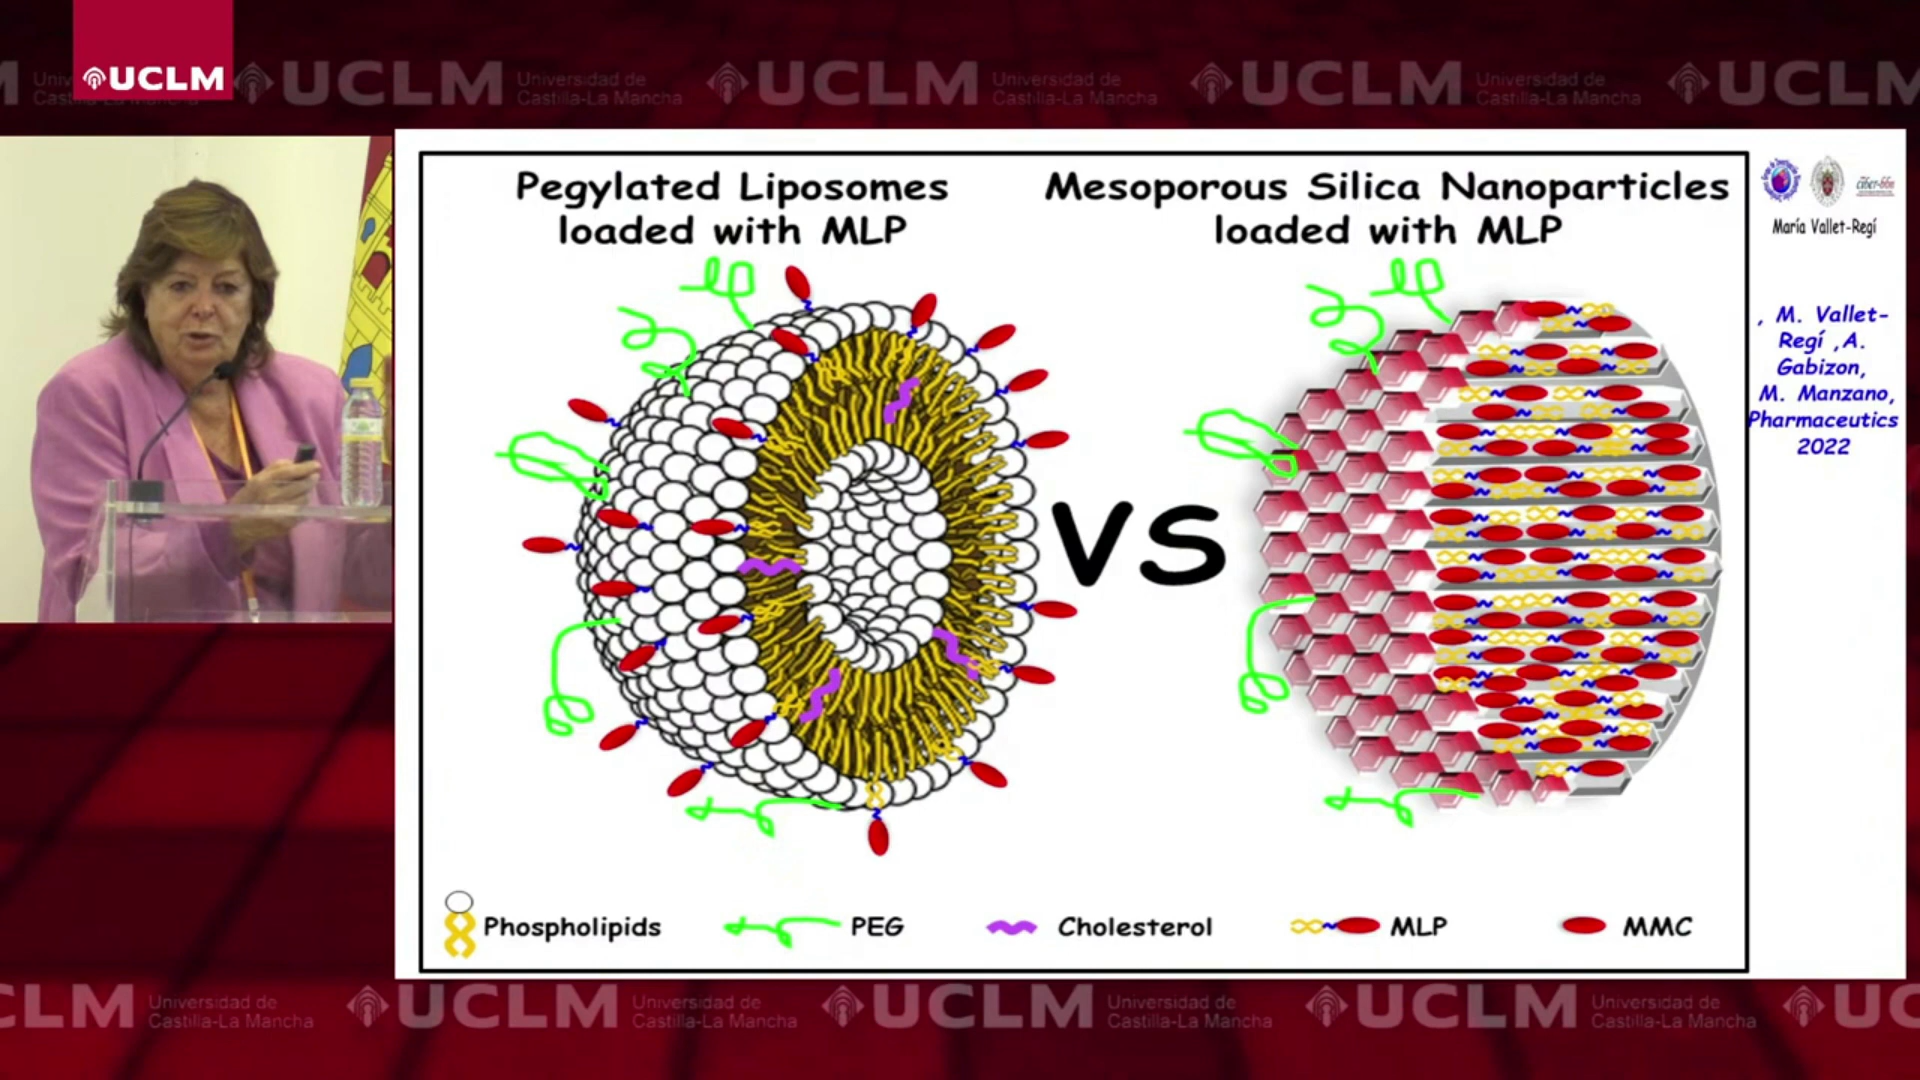 UCLM
UCLM Universidad de Castilla-La Mancha
UCLM Universidad de Castilla-La Mancha
UCLM Universidad de Castilla-La Mancha
UCLM
Pegylated Liposomes
loaded with MLP
Mesoporous Silica Nanoparticles
loaded with MLP
VS
Phospholipids
PEG
Cholesterol
MLP
MMC
ciber-bbn
María Vallet-Regí
, M. Vallet-
Regí ,A.
Gabizon,
M. Manzano,
Pharmaceutics
2022
CLM Universidad de Castilla-La Mancha
UCLM Universidad de Castilla-La Mancha
UCLM Universidad de Castilla-La Mancha
UCLM Universidad de Castilla-La Mancha
UC